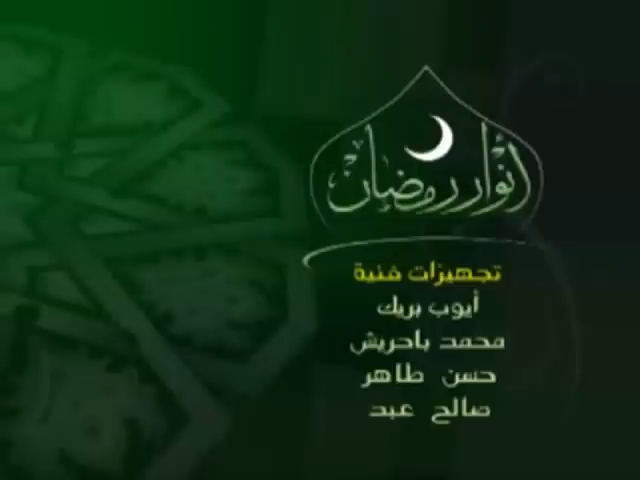 أنوار رمضان
تجهيزات فنية
أيوب بريك
محمد باحريش
حسن طاهر
صالح عبد